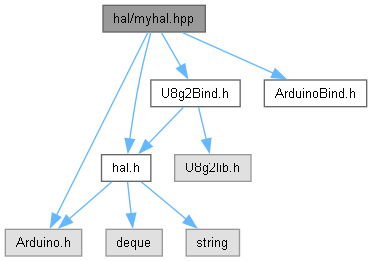 hal/myhal.hpp
U8g2Bind.h
ArduinoBind.h
hal.h
U8g2lib.h
Arduino.h
deque
string